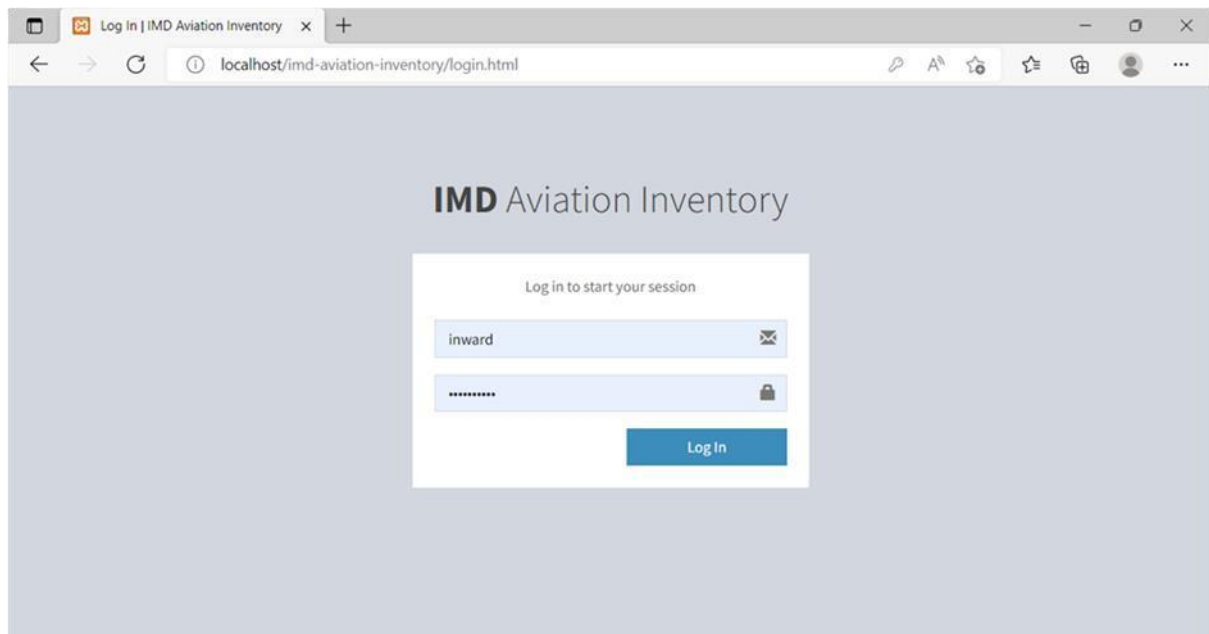 Log In | IMD Aviation Inventory
localhost/imd-aviation-inventory/login.html
IMD Aviation Inventory
Log in to start your session
inward
••••••••••
Log In